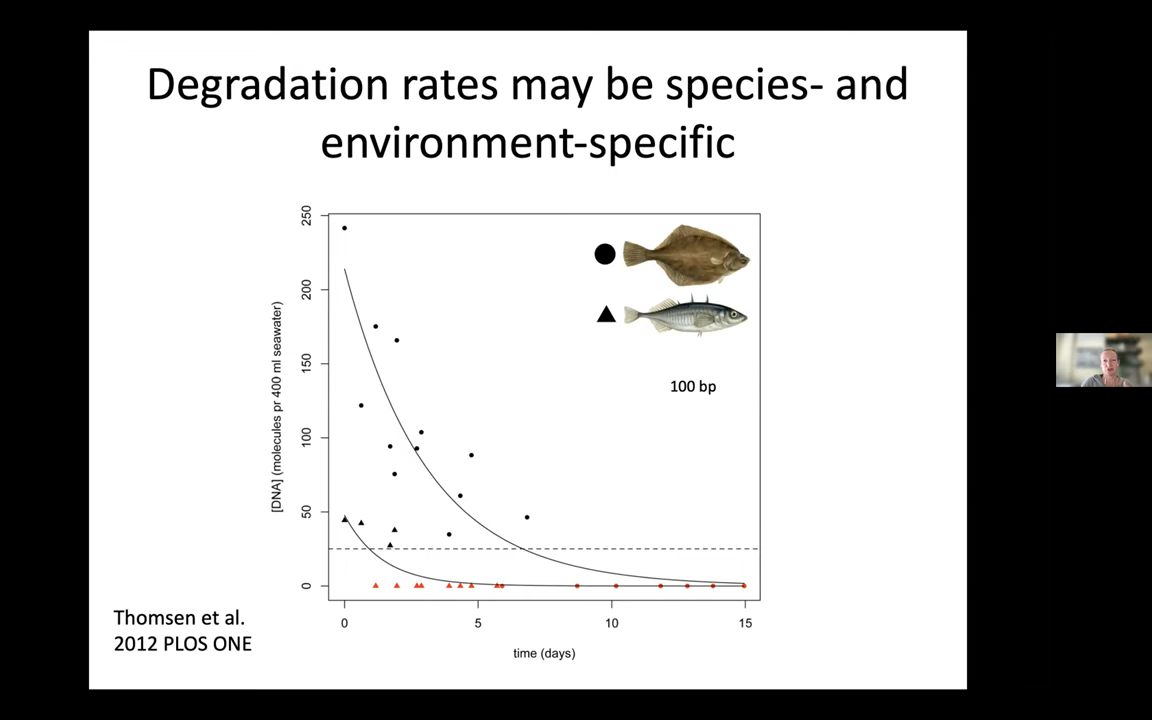 Degradation rates may be species- and
environment-specific
250
200
150
100
50
0
[DNA] (molecules pr 400 ml seawater)
100 bp
0 5 10 15
time (days)
Thomsen et al.
2012 PLOS ONE